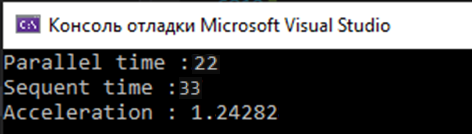 C:\ Консоль отладки Microsoft Visual Studio
Parallel time :22
Sequent time :33
Acceleration : 1.24282